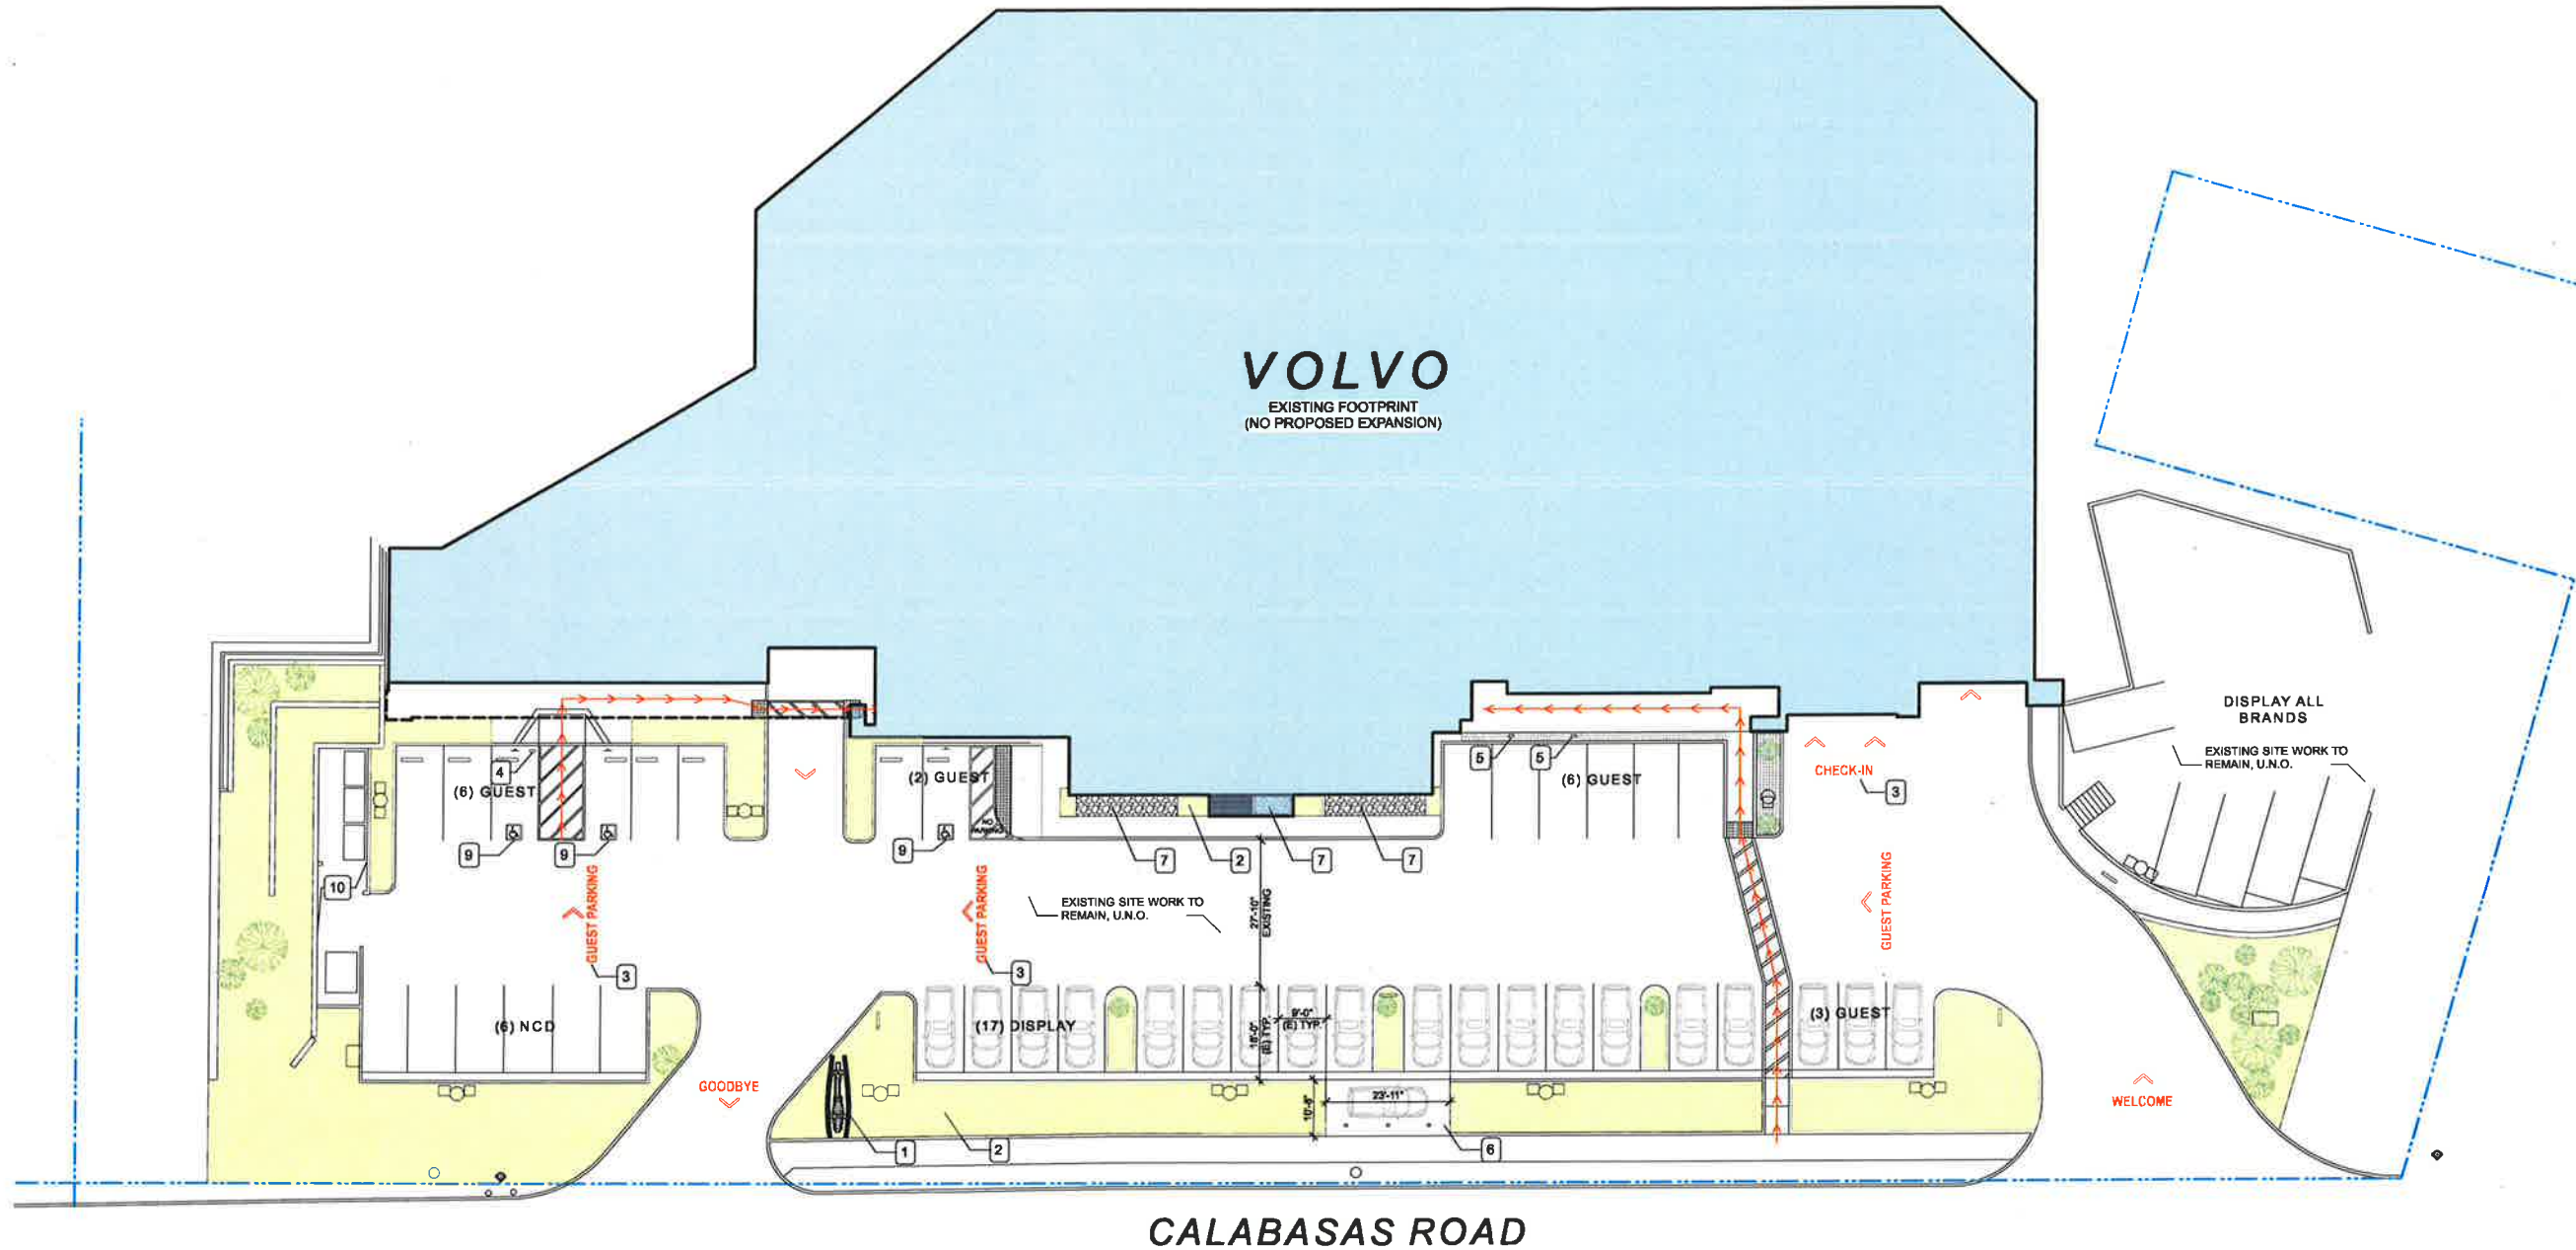 VOLVO
EXISTING FOOTPRINT
(NO PROPOSED EXPANSION)
DISPLAY ALL
BRANDS
EXISTING SITE WORK TO
REMAIN, U.N.O.
4
(6) GUEST
(2) GUEST
5
5
(6) GUEST
CHECK-IN
3
NO
PARKING
9
9
9
10
7
2
7
7
GUEST PARKING
3
GUEST PARKING
3
EXISTING SITE WORK TO
REMAIN, U.N.O.
27'-10"
EXISTING
GUEST PARKING
(6) NCD
(17) DISPLAY
18'-0"
(E) TYP.
9'-0"
(E) TYP.
(3) GUEST
GOODBYE
WELCOME
10'-8"
23'-11"
1
2
6
CALABASAS ROAD